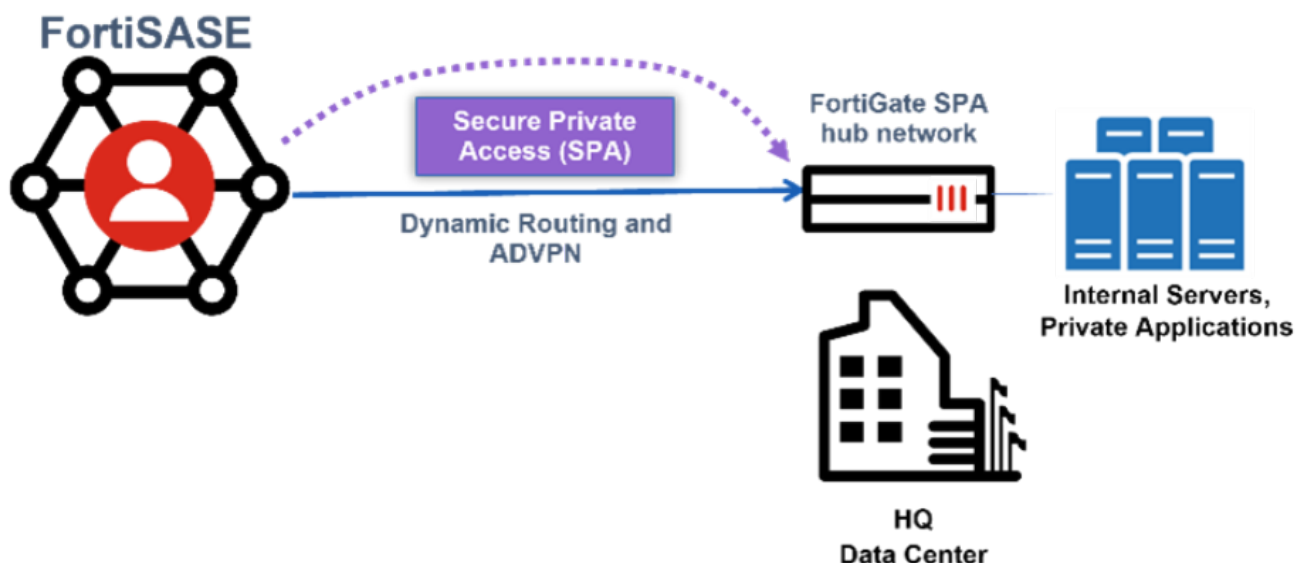 FortiSASE
Secure Private
Access (SPA)
Dynamic Routing and
ADVPN
FortiGate SPA
hub network
Internal Servers,
Private Applications
HQ
Data Center